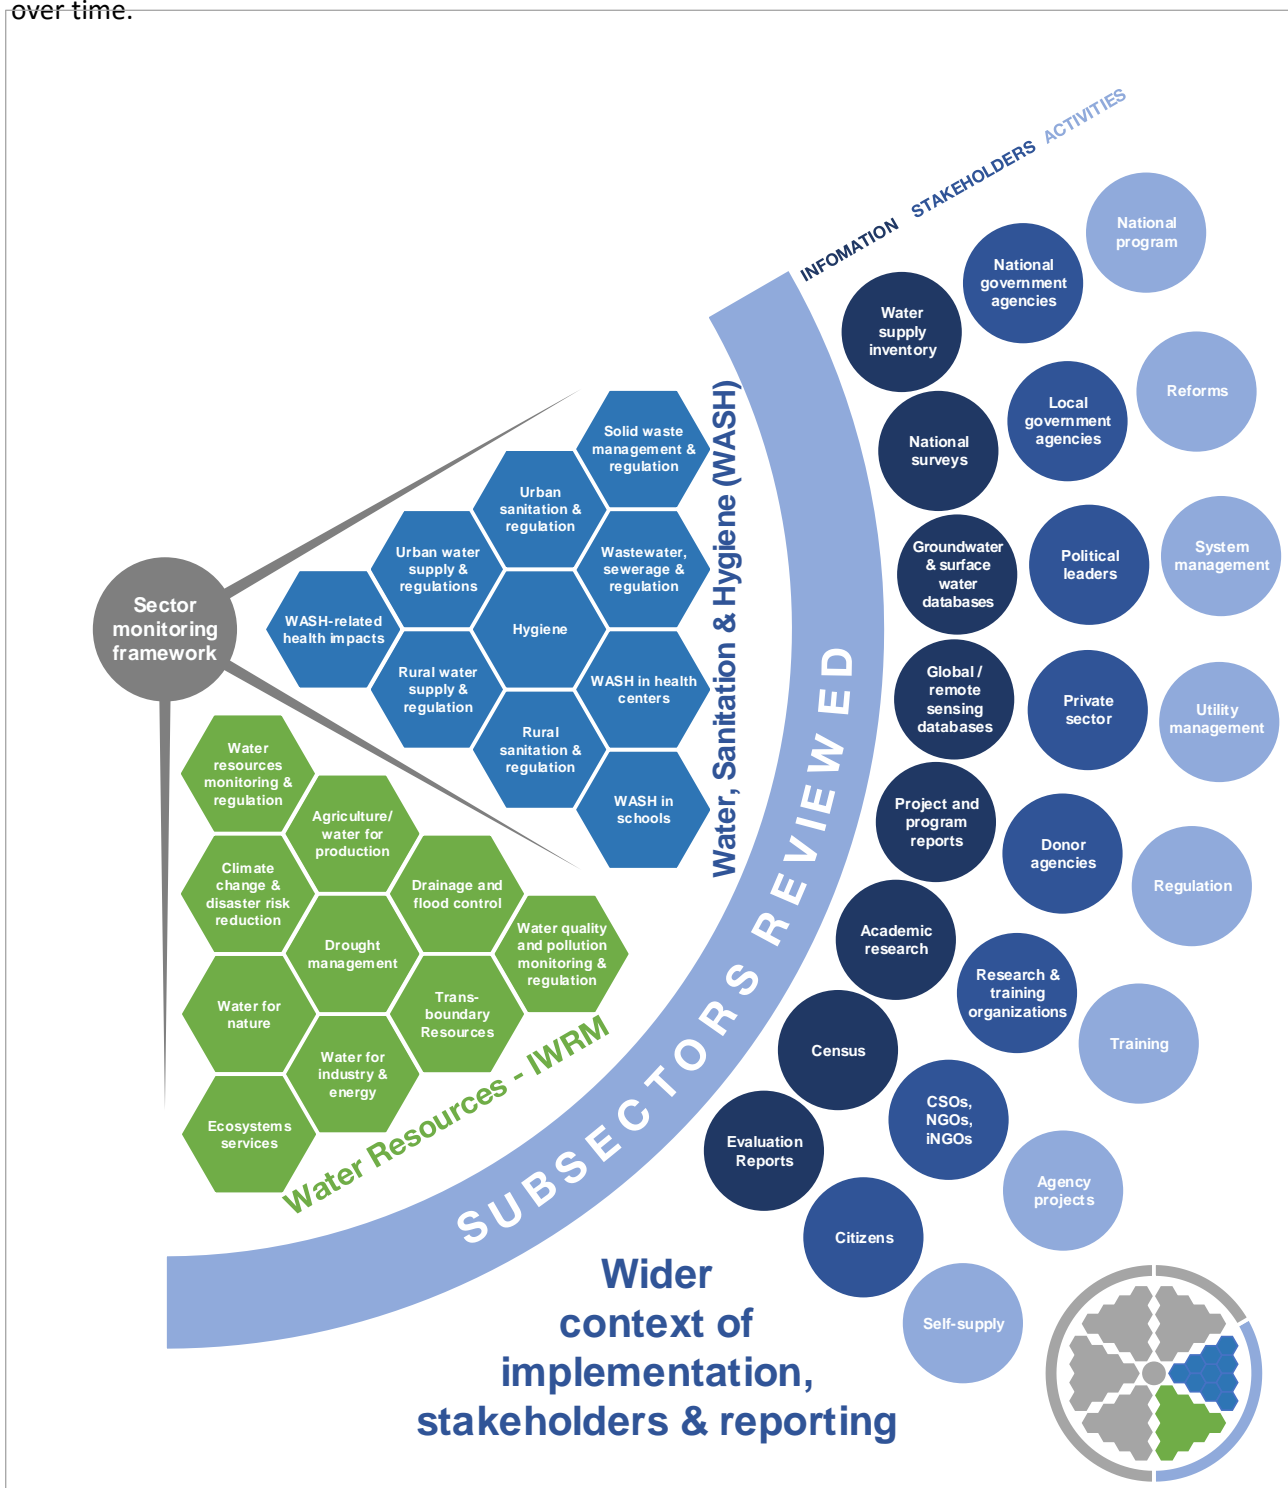 over time.
INFOMATION STAKEHOLDERS ACTIVITIES
National
program
National
government
agencies
Water
supply
inventory
Reforms
Local
government
agencies
National
surveys
System
management
Political
leaders
Groundwater
& surface
water
databases
Global /
remote
sensing
databases
Private
sector
Utility
management
Project and
program
reports
Donor
agencies
Regulation
Academic
research
Research &
training
organizations
Training
Census
CSOs,
NGOs,
iNGOs
Agency
projects
Evaluation
Reports
Citizens
Self-supply
Sector
monitoring
framework
Solid waste
management &
regulation
Urban
sanitation &
regulation
Urban water
supply &
regulations
Wastewater,
sewerage &
regulation
WASH-related
health impacts
Hygiene
Rural water
supply &
regulation
WASH in health
centers
Rural
sanitation &
regulation
WASH in
schools
Water, Sanitation & Hygiene (WASH)
Water
resources
monitoring &
regulation
Agriculture/
water for
production
Climate
change &
disaster risk
reduction
Drainage and
flood control
Drought
management
Water quality
and pollution
monitoring &
regulation
Water for
nature
Trans-
boundary
Resources
Water for
industry &
energy
Ecosystems
services
Water Resources - IWRM
SUBSECTORS REVIEWED
Wider
context of
implementation,
stakeholders & reporting